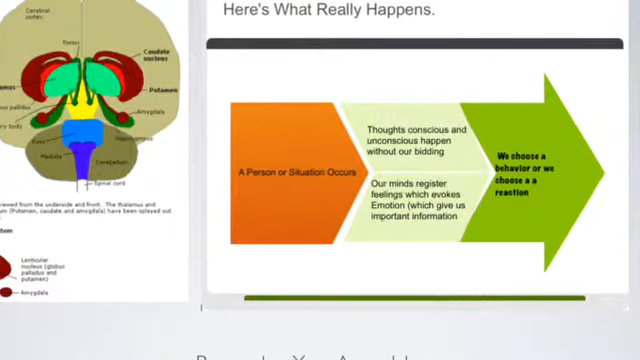 Cerebral
cortex
Fornix
Caudate
nucleus
Putamen
Amygdala
Hippocampus
Pons
Medulla
Cerebellum
Spinal cord
viewed from the underside and front. The thalamus and
(Putamen, caudate and amygdala) have been splayed out
Lenticular
nucleus (globus
pallidus and
putamen)
Amygdala
Here's What Really Happens.
A Person or Situation Occurs
Thoughts conscious and
unconscious happen
without our bidding
Our minds register
feelings which evokes
Emotion (which give us
important information
We choose a
behavior or we
choose a a
reaction